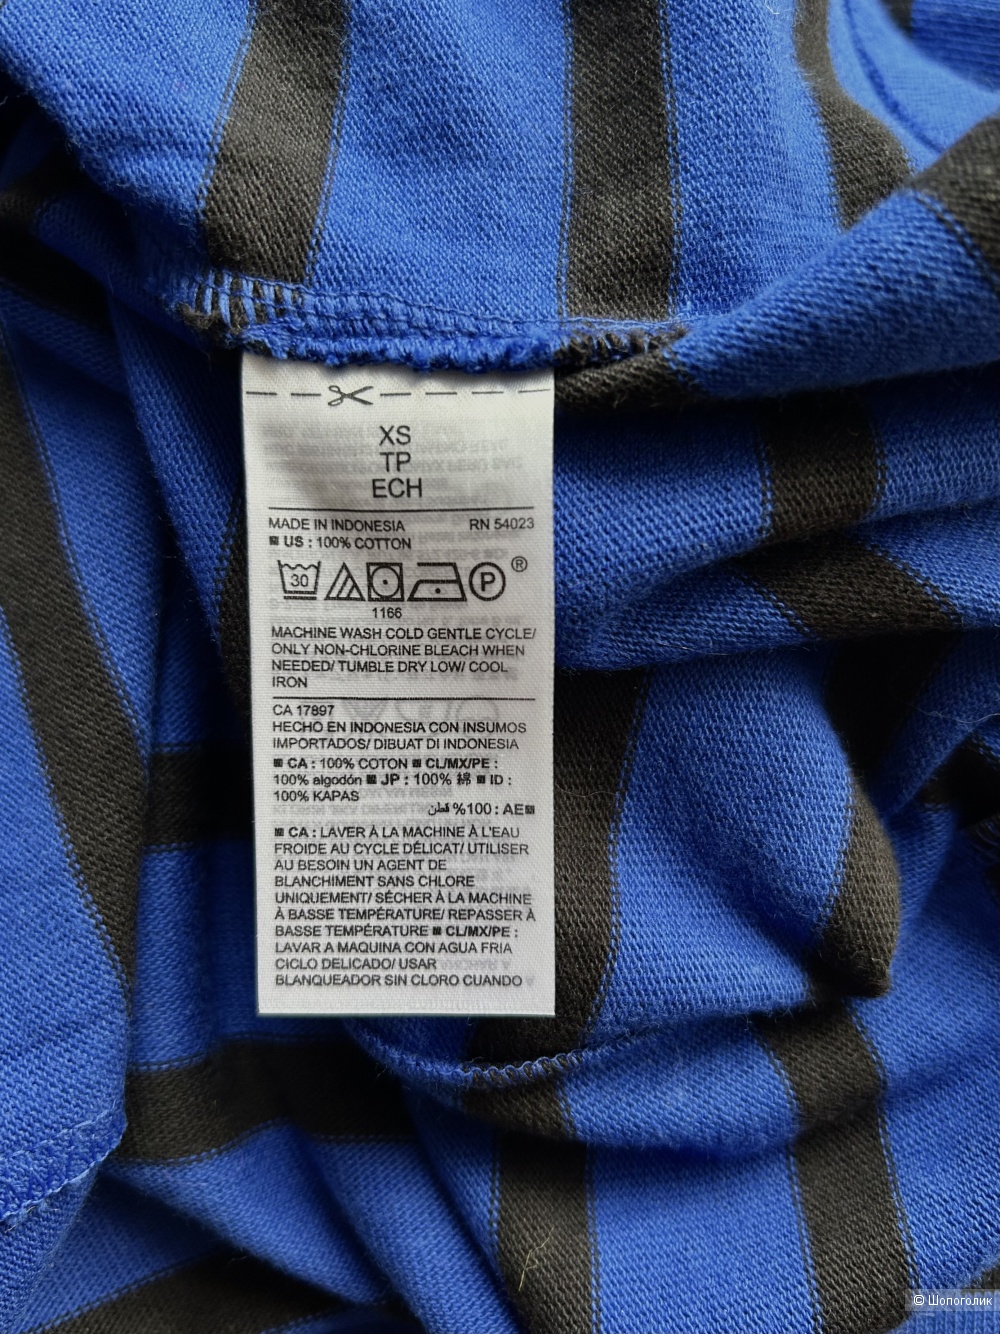 XS
TP
ECH
MADE IN INDONESIA RN 54023
US : 100% COTTON
30 P ®
1166
MACHINE WASH COLD GENTLE CYCLE/
ONLY NON-CHLORINE BLEACH WHEN
NEEDED/ TUMBLE DRY LOW/ COOL
IRON
CA 17897
HECHO EN INDONESIA CON INSUMOS
IMPORTADOS/ DIBUAT DI INDONESIA
CA : 100% COTON CL/MX/PE :
100% algodón JP : 100% 綿 ID :
100% KAPAS
AE : 100% قطن
CA : LAVER À LA MACHINE À L'EAU
FROIDE AU CYCLE DÉLICAT/ UTILISER
AU BESOIN UN AGENT DE
BLANCHIMENT SANS CHLORE
UNIQUEMENT/ SÉCHER À LA MACHINE
À BASSE TEMPÉRATURE/ REPASSER À
BASSE TEMPÉRATURE CL/MX/PE :
LAVAR A MAQUINA CON AGUA FRIA
CICLO DELICADO/ USAR
BLANQUEADOR SIN CLORO CUANDO
© Шопоголик